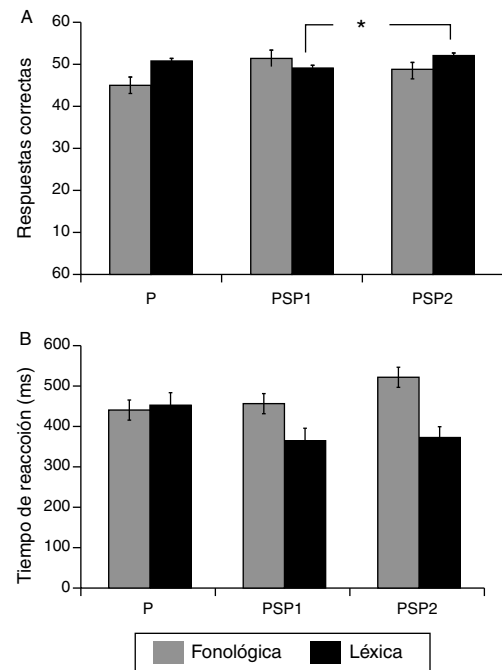 A
Respuestas correctas
60
50
40
30
20
10
60
*
P PSP1 PSP2
B
Tiempo de reaccoión (ms)
600
500
400
300
200
100
0
P PSP1 PSP2
Fonológica Léxica